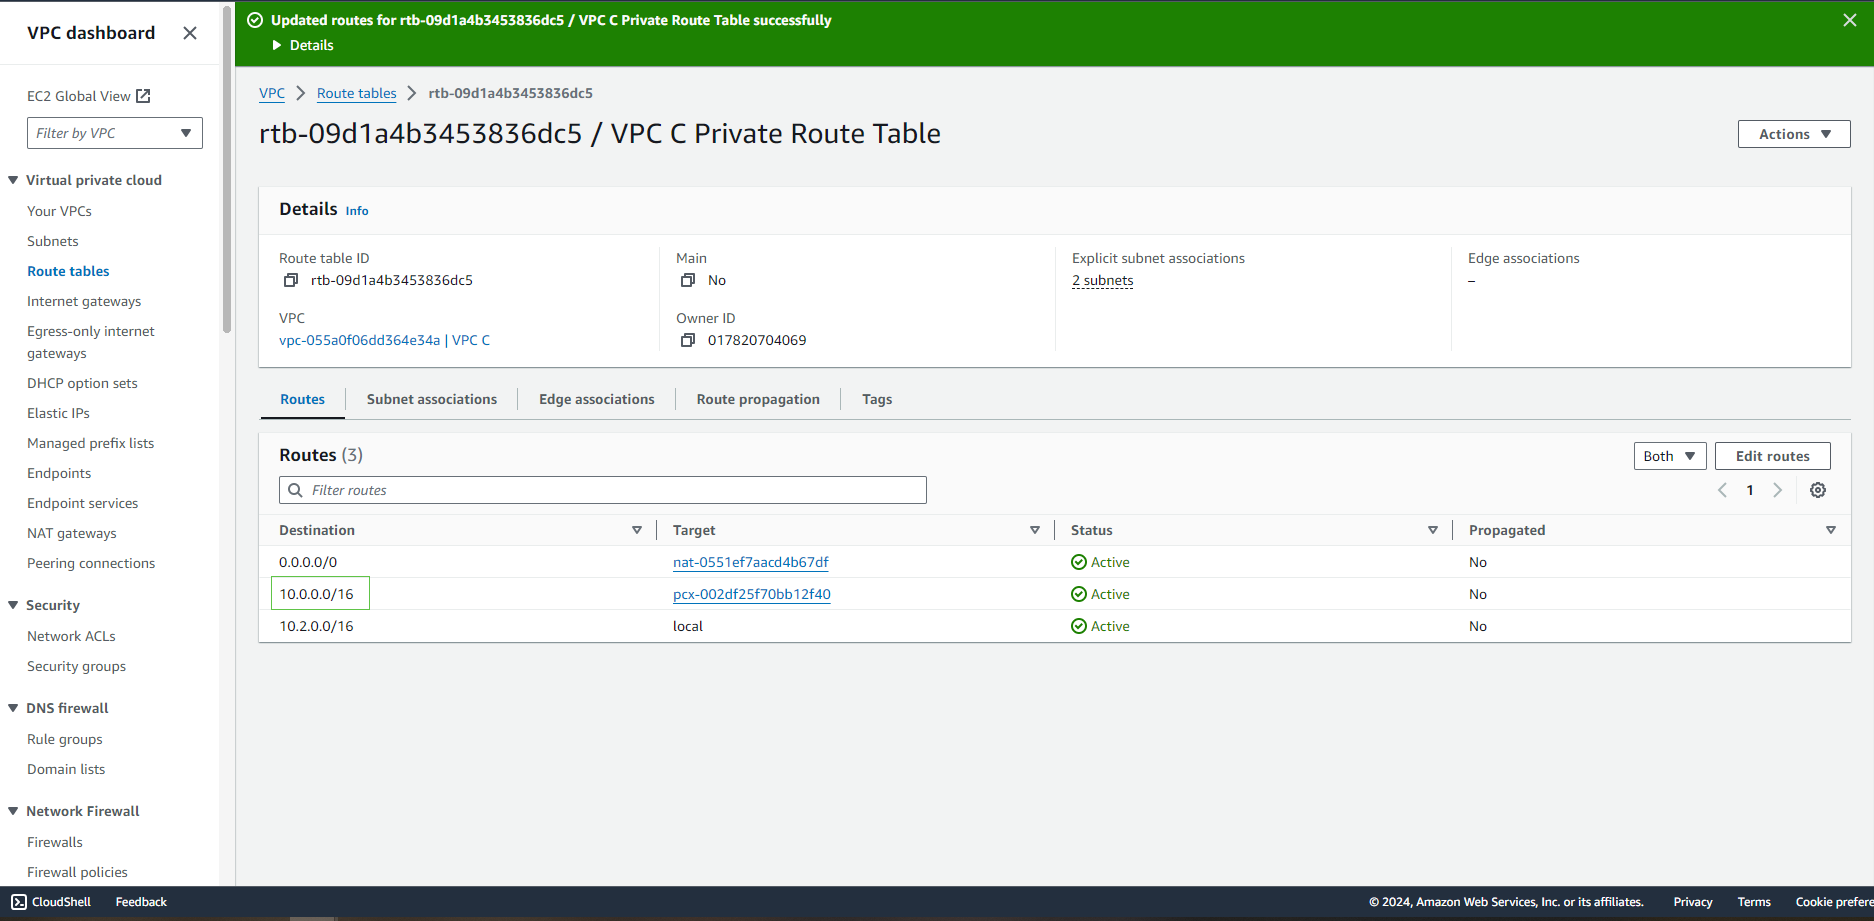 VPC dashboard
EC2 Global View
Filter by VPC
Virtual private cloud
Your VPCs
Subnets
Route tables
Internet gateways
Egress-only internet
gateways
DHCP option sets
Elastic IPs
Managed prefix lists
Endpoints
Endpoint services
NAT gateways
Peering connections
Security
Network ACLs
Security groups
DNS firewall
Rule groups
Domain lists
Network Firewall
Firewalls
Firewall policies
Updated routes for rtb-09d1a4b3453836dc5 / VPC C Private Route Table successfully
Details
VPC Route tables rtb-09d1a4b3453836dc5
rtb-09d1a4b3453836dc5 / VPC C Private Route Table
Actions
Details Info
Route table ID
rtb-09d1a4b3453836dc5
Main
No
Explicit subnet associations
2 subnets
Edge associations
–
VPC
vpc-055a0f06dd364e34a | VPC C
Owner ID
017820704069
Routes Subnet associations Edge associations Route propagation Tags
Routes (3)
Both Edit routes
Filter routes
1
Destination Target Status Propagated
0.0.0.0/0 nat-0551ef7aacd4b67df Active No
10.0.0.0/16 pcx-002df25f70bb12f40 Active No
10.2.0.0/16 local Active No
CloudShell Feedback © 2024, Amazon Web Services, Inc. or its affiliates. Privacy Terms Cookie prefere